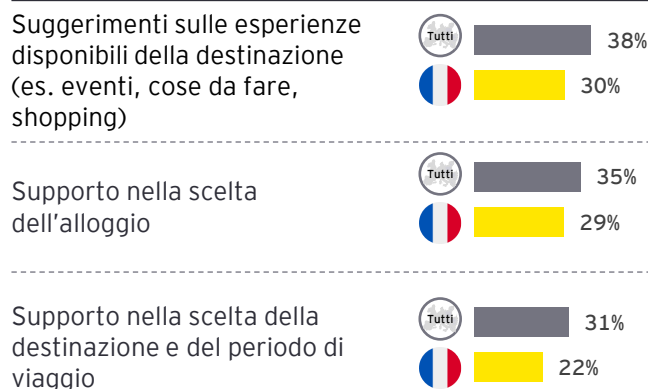 Suggerimenti sulle esperienze
disponibili della destinazione
(es. eventi, cose da fare,
shopping)
Tutti
38%
30%
Supporto nella scelta
dell'alloggio
Tutti
35%
29%
Supporto nella scelta della
destinazione e del periodo di
viaggio
Tutti
31%
22%